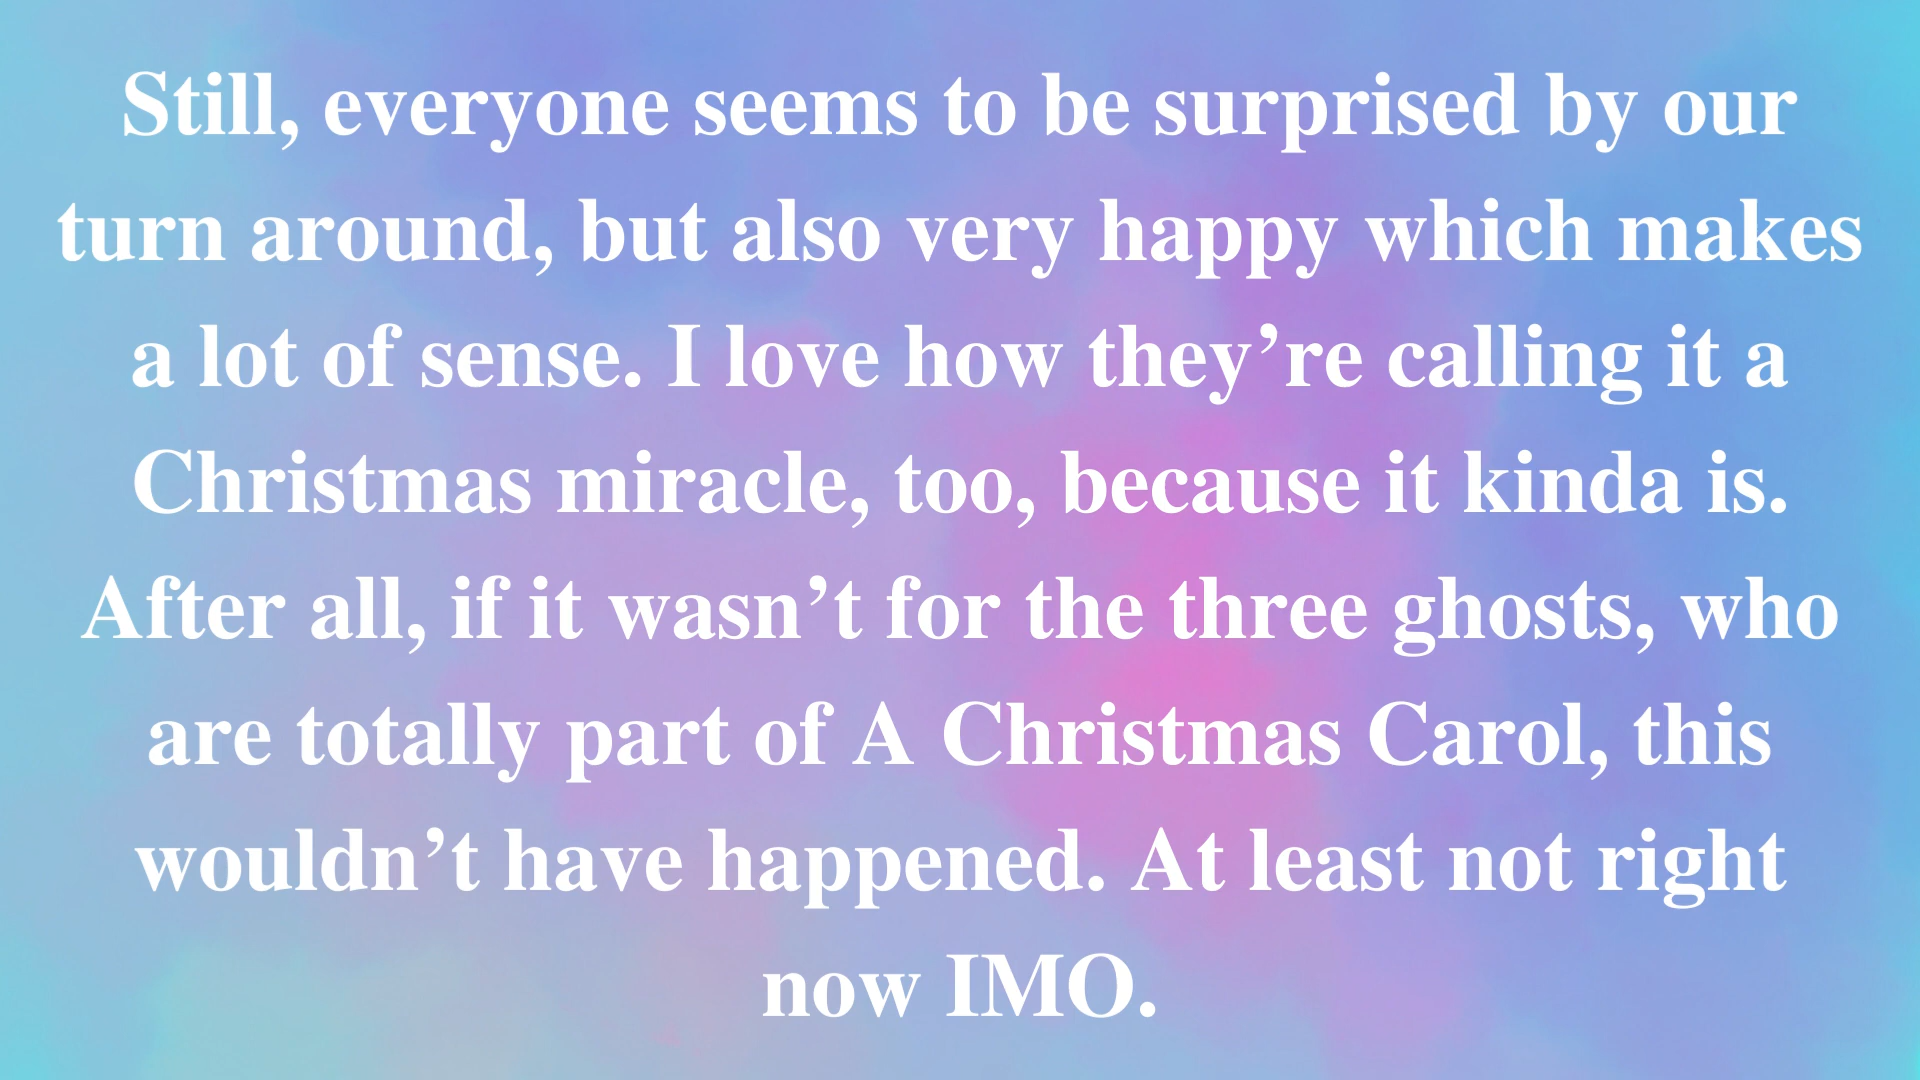 Still, everyone seems to be surprised by our
turn around, but also very happy which makes
a lot of sense. I love how they’re calling it a
Christmas miracle, too, because it kinda is.
After all, if it wasn’t for the three ghosts, who
are totally part of A Christmas Carol, this
wouldn’t have happened. At least not right
now IMO.